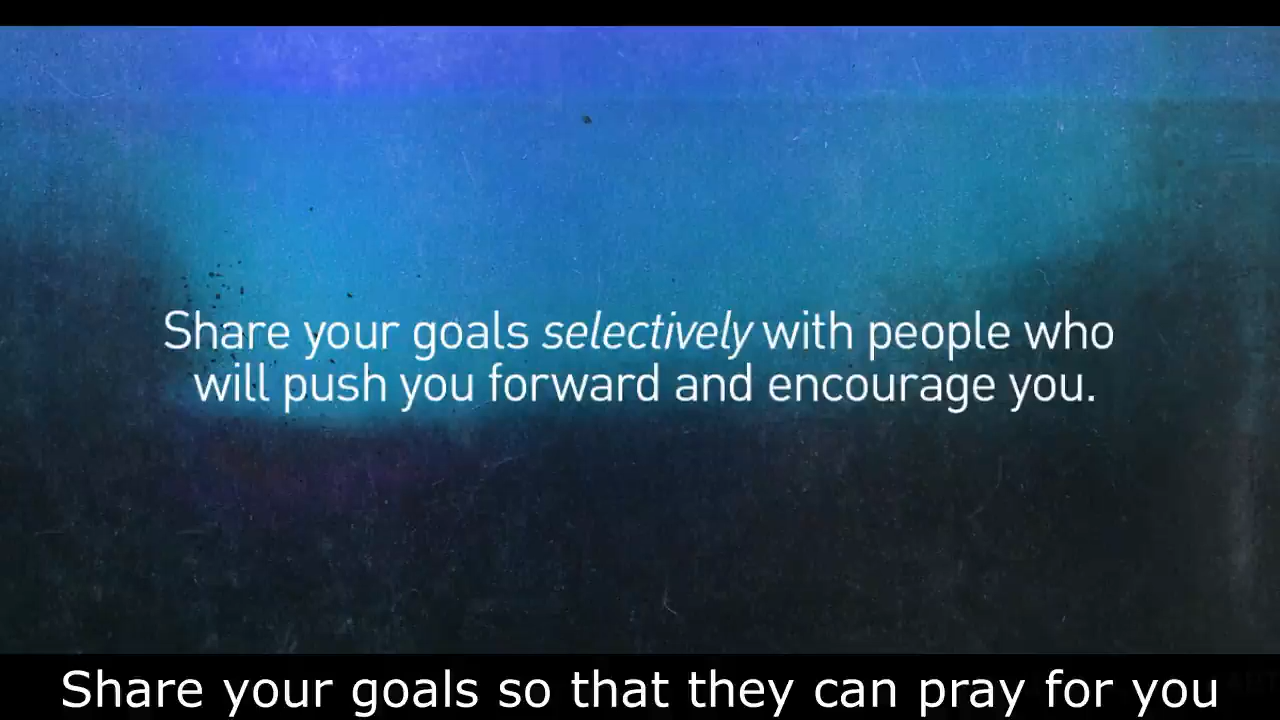 Share your goals selectively with people who
will push you forward and encourage you.
Share your goals so that they can pray for you